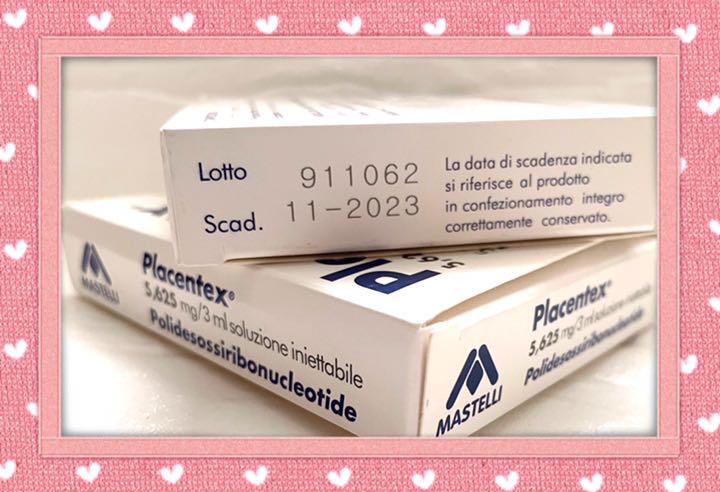 Lotto 911062
Scad. 11-2023
La data di scadenza indicata
si riferisce al prodotto
in confezionamento integro
correttamente conservato.
MASTELLI
Placentex®
5,625 mg/3 ml soluzione iniettabile
Polidesossiribonucleotide
MASTELLI
Placentex®
5,625 mg/3 ml soluzione iniettabile
Polidesossiribonucleotide